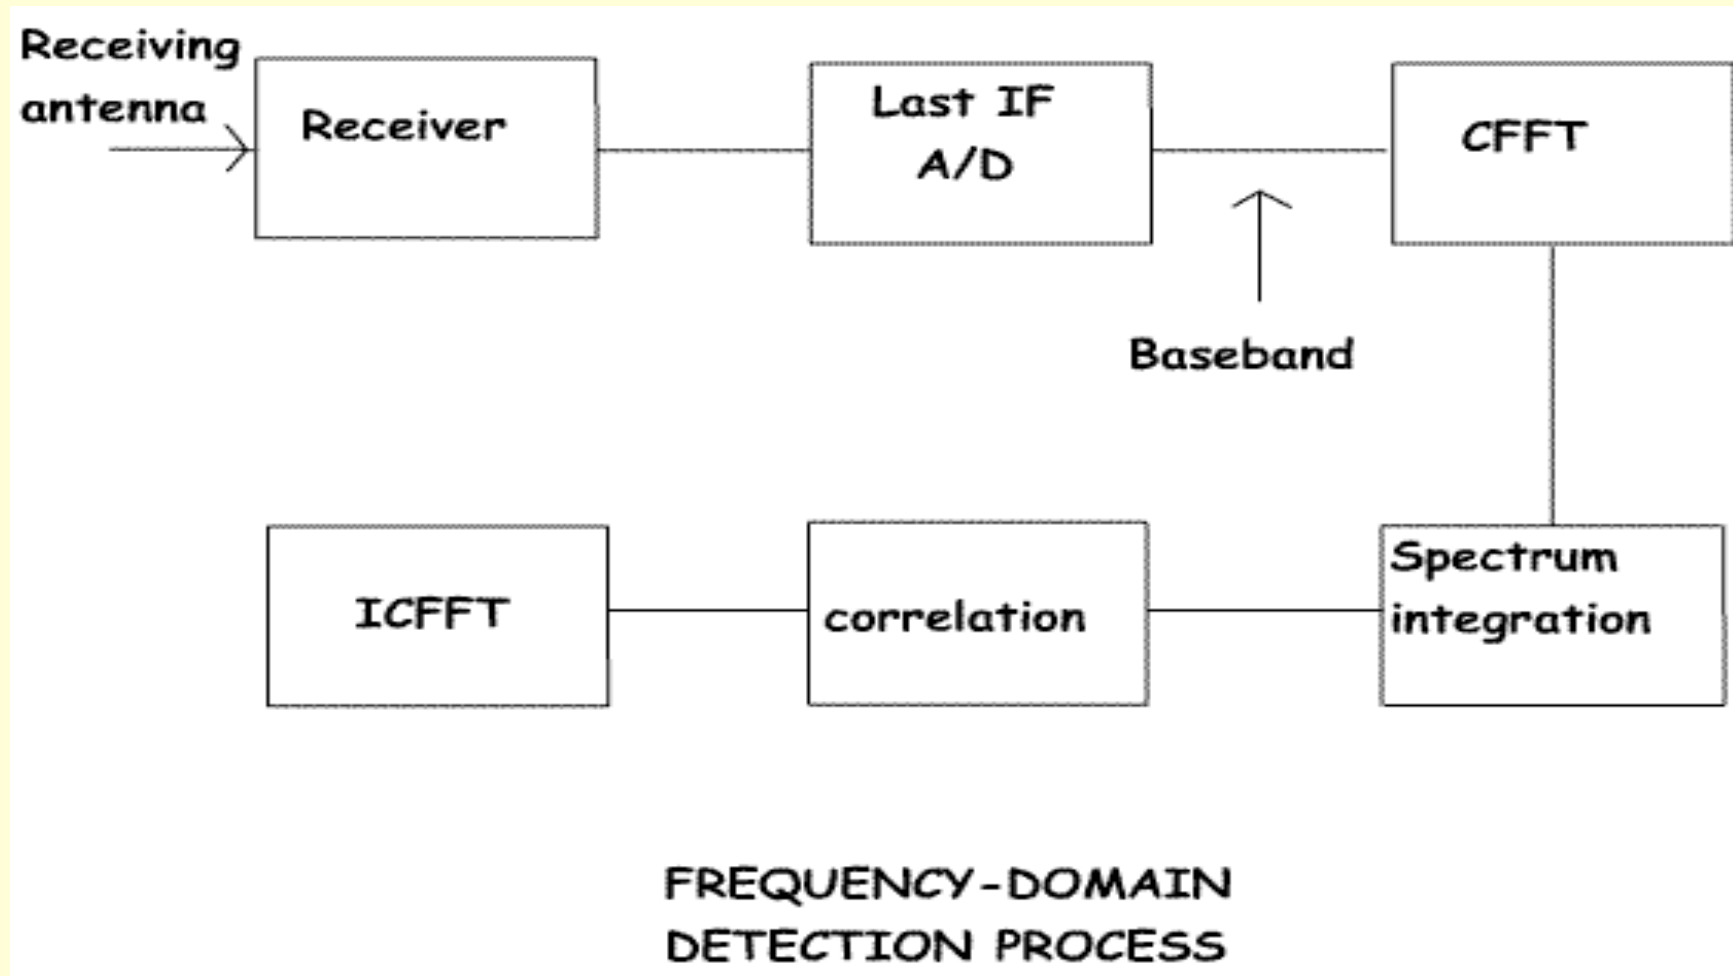 Receiving
antenna
Receiver
Last IF
A/D
CFFT
Baseband
ICFFT
correlation
Spectrum
integration
FREQUENCY-DOMAIN
DETECTION PROCESS